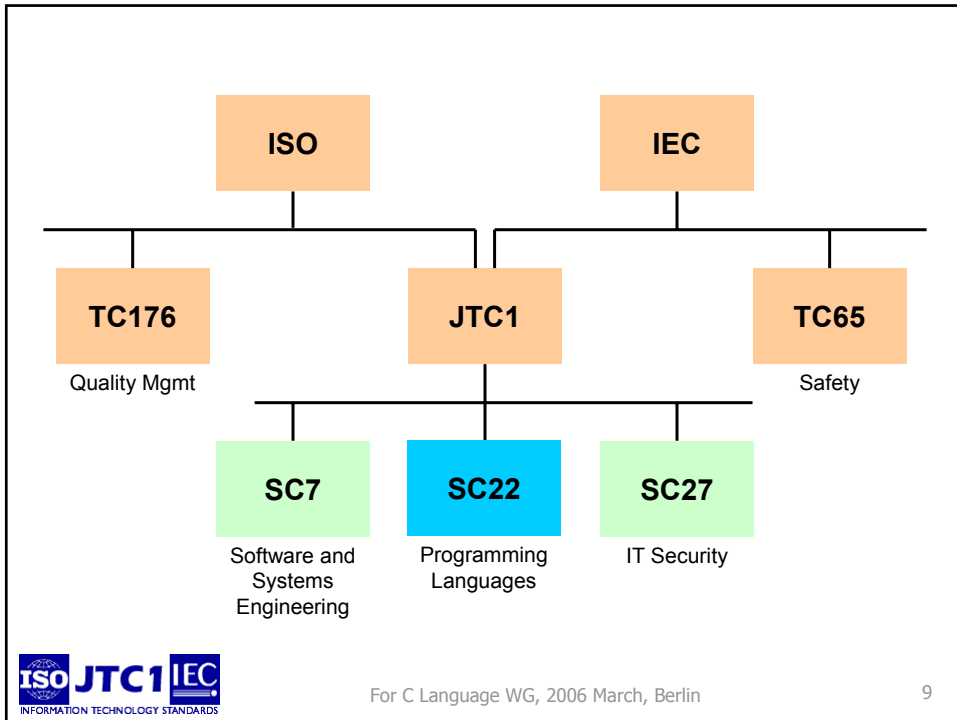 ISO
IEC
TC176
JTC1
TC65
Quality Mgmt
Safety
SC7
SC22
SC27
Software and
Systems
Engineering
Programming
Languages
IT Security
ISO JTC1 IEC
INFORMATION TECHNOLOGY STANDARDS
For C Language WG, 2006 March, Berlin
9